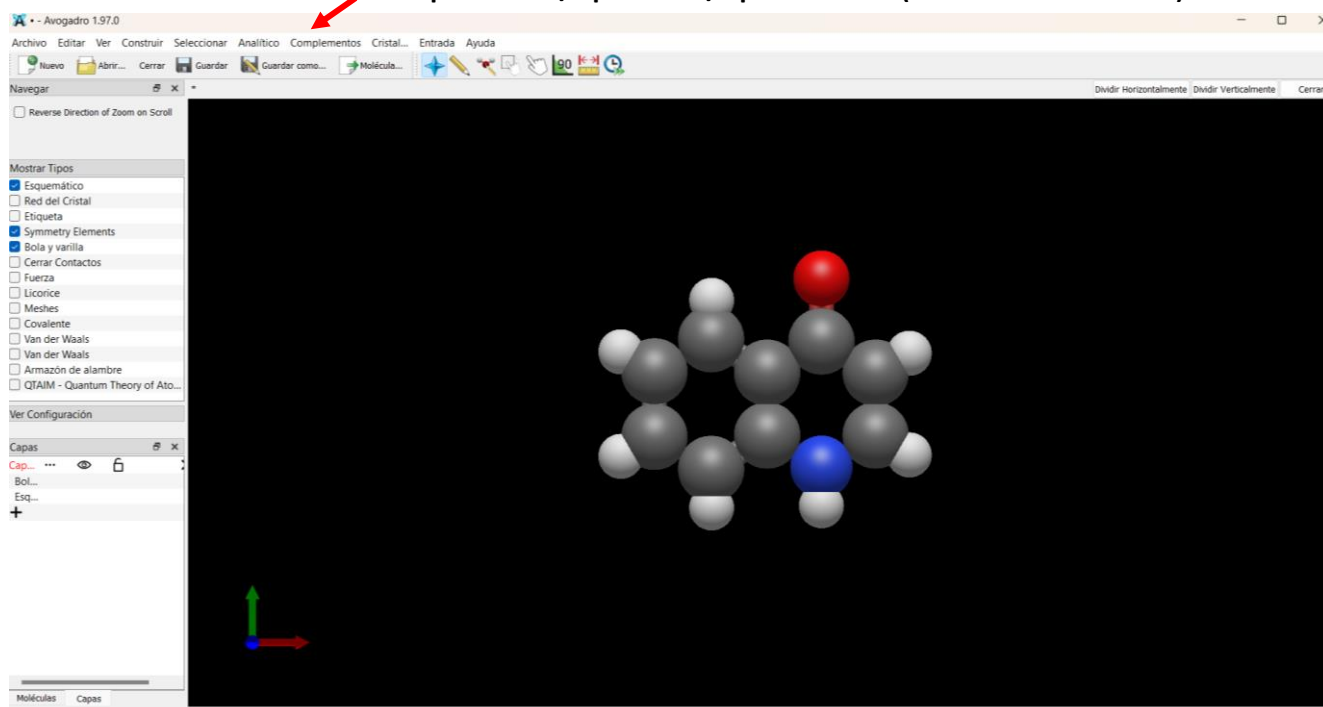 • - Avogadro 1.97.0
Archivo Editar Ver Construir Seleccionar Analítico Complementos Cristal... Entrada Ayuda
Nuevo Abrir... Cerrar Guardar Guardar como... Molécula... 90
Navegar
Dividir Horizontalmente Dividir Verticalmente Cerrar
Reverse Direction of Zoom on Scroll
Mostrar Tipos
Esquemático
Red del Cristal
Etiqueta
Symmetry Elements
Bola y varilla
Cerrar Contactos
Fuerza
Licorice
Meshes
Covalente
Van der Waals
Van der Waals
Armazón de alambre
QTAIM - Quantum Theory of Ato...
Ver Configuración
Capas
Cap... ...
Bol...
Esq...
+
Moléculas Capas